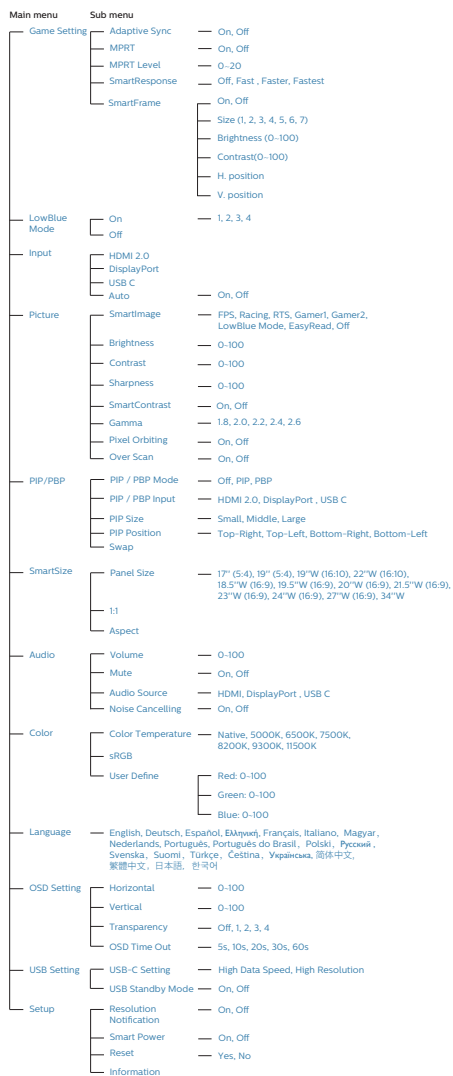 Main menu Sub menu
Game Setting Adaptive Sync On, Off
MPRT On, Off
MPRT Level 0~20
SmartResponse Off, Fast , Faster, Fastest
SmartFrame On, Off
Size (1, 2, 3, 4, 5, 6, 7)
Brightness (0~100)
Contrast(0~100)
H. position
V. position
LowBlue On 1, 2, 3, 4
Mode
Off
Input HDMI 2.0
DisplayPort
USB C
Auto On, Off
Picture SmartImage FPS, Racing, RTS, Gamer1, Gamer2,
LowBlue Mode, EasyRead, Off
Brightness 0~100
Contrast 0~100
Sharpness 0~100
SmartContrast On, Off
Gamma 1.8, 2.0, 2.2, 2.4, 2.6
Pixel Orbiting On, Off
Over Scan On, Off
PIP/PBP PIP / PBP Mode Off, PIP, PBP
PIP / PBP Input HDMI 2.0, DisplayPort , USB C
PIP Size Small, Middle, Large
PIP Position Top-Right, Top-Left, Bottom-Right, Bottom-Left
Swap
SmartSize Panel Size 17'' (5:4), 19'' (5:4), 19''W (16:10), 22''W (16:10),
18.5''W (16:9), 19.5''W (16:9), 20''W (16:9), 21.5''W (16:9),
23''W (16:9), 24''W (16:9), 27''W (16:9), 34''W
1:1
Aspect
Audio Volume 0~100
Mute On, Off
Audio Source HDMI, DisplayPort , USB C
Noise Cancelling On, Off
Color Color Temperature Native, 5000K, 6500K, 7500K,
8200K, 9300K, 11500K
sRGB
User Define Red: 0~100
Green: 0~100
Blue: 0~100
Language English, Deutsch, Español, Ελληνική, Français, Italiano, Magyar,
Nederlands, Português, Português do Brasil, Polski, Русский ,
Svenska, Suomi, Türkçe, Čeština, Українська, 简体中文,
繁體中文, 日本語, 한국어
OSD Setting Horizontal 0~100
Vertical 0~100
Transparency Off, 1, 2, 3, 4
OSD Time Out 5s, 10s, 20s, 30s, 60s
USB Setting USB-C Setting High Data Speed, High Resolution
USB Standby Mode On, Off
Setup Resolution On, Off
Notification
Smart Power On, Off
Reset Yes, No
Information